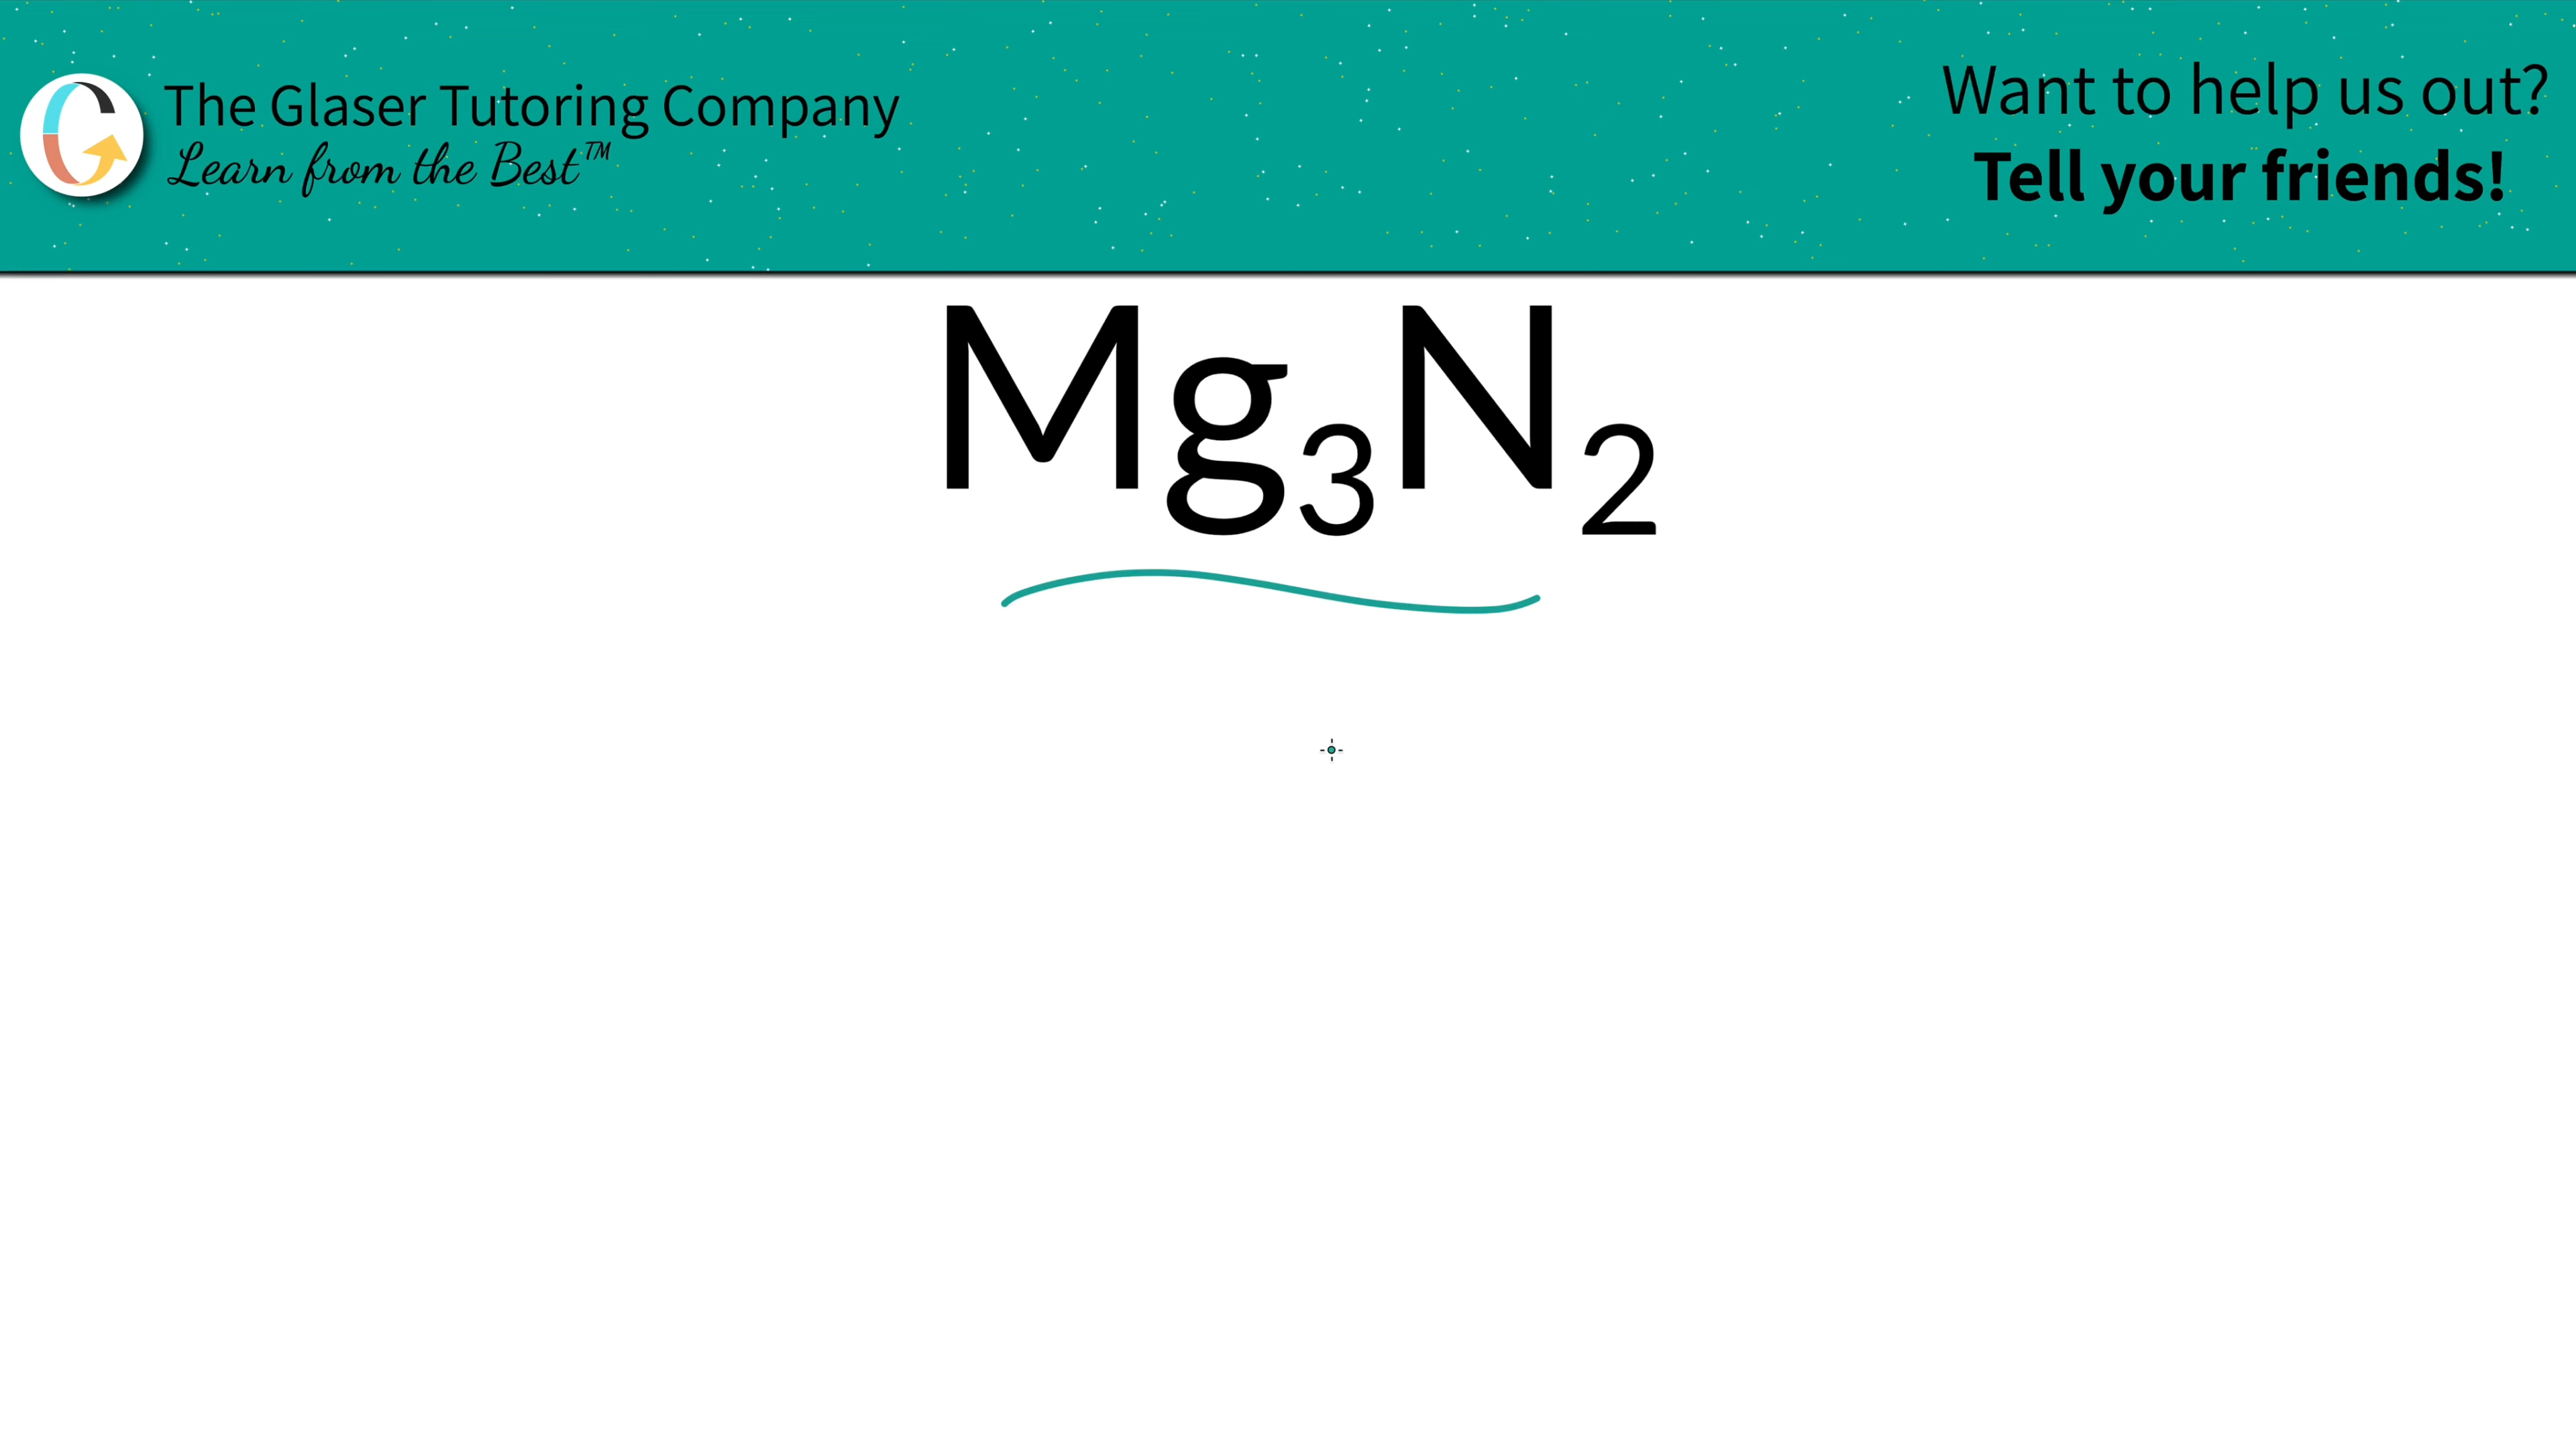 The Glaser Tutoring Company
Learn from the Best™
Want to help us out?
Tell your friends!
Mg₃N₂